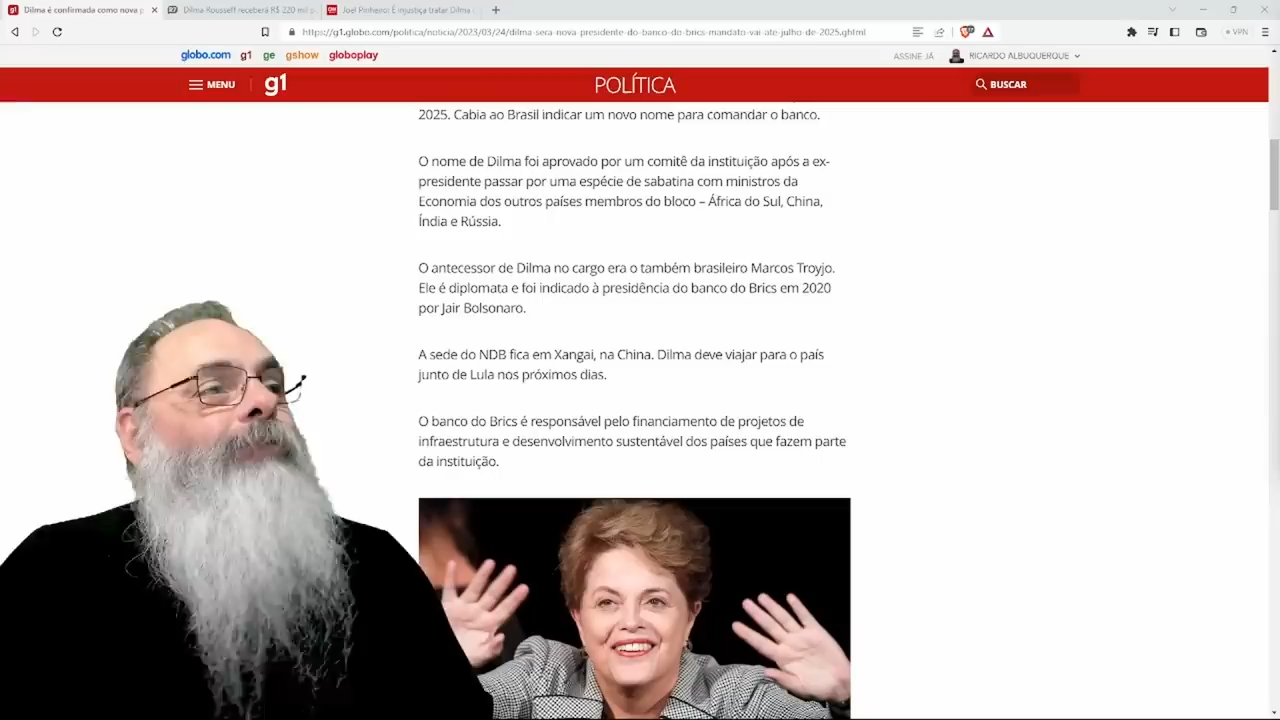 Dilma é confirmada como nova p
Dilma Rousseff receberá R$ 220 mil p
Joel Pinheiro: É injustiça tratar Dilma
https://g1.globo.com/politica/noticia/2023/03/24/dilma-sera-nova-presidente-do-banco-do-brics-mandato-vai-ate-julho-de-2025.ghtml
VPN
globo.com g1 ge gshow globoplay
ASSINE JÁ
RICARDO ALBUQUERQUE
MENU
g1
POLÍTICA
BUSCAR
2025. Cabia ao Brasil indicar um novo nome para comandar o banco.
O nome de Dilma foi aprovado por um comitê da instituição após a ex-
presidente passar por uma espécie de sabatina com ministros da
Economia dos outros países membros do bloco – África do Sul, China,
Índia e Rússia.
O antecessor de Dilma no cargo era o também brasileiro Marcos Troyjo.
Ele é diplomata e foi indicado à presidência do banco do Brics em 2020
por Jair Bolsonaro.
A sede do NDB fica em Xangai, na China. Dilma deve viajar para o país
junto de Lula nos próximos dias.
O banco do Brics é responsável pelo financiamento de projetos de
infraestrutura e desenvolvimento sustentável dos países que fazem parte
da instituição.